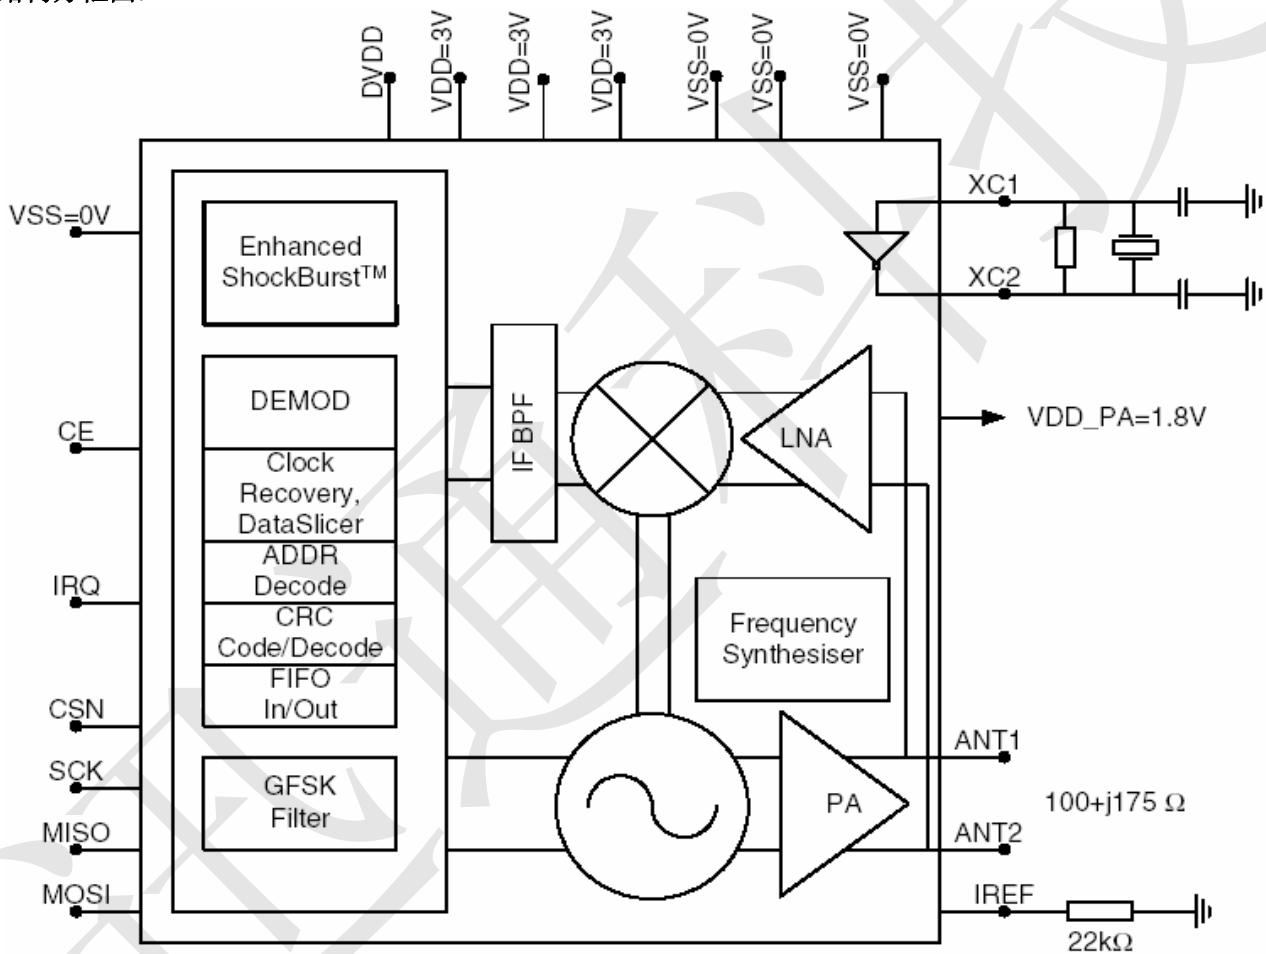 DVDD
VDD=3V
VDD=3V
VDD=3V
VSS=0V
VSS=0V
VSS=0V
VSS=0V
CE
IRQ
CSN
SCK
MISO
MOSI
Enhanced
ShockBurst™
DEMOD
Clock
Recovery,
DataSlicer
ADDR
Decode
CRC
Code/Decode
FIFO
In/Out
GFSK
Filter
IF BPF
LNA
Frequency
Synthesiser
PA
XC1
XC2
VDD_PA=1.8V
ANT1
100+j175 Ω
ANT2
IREF
22kΩ